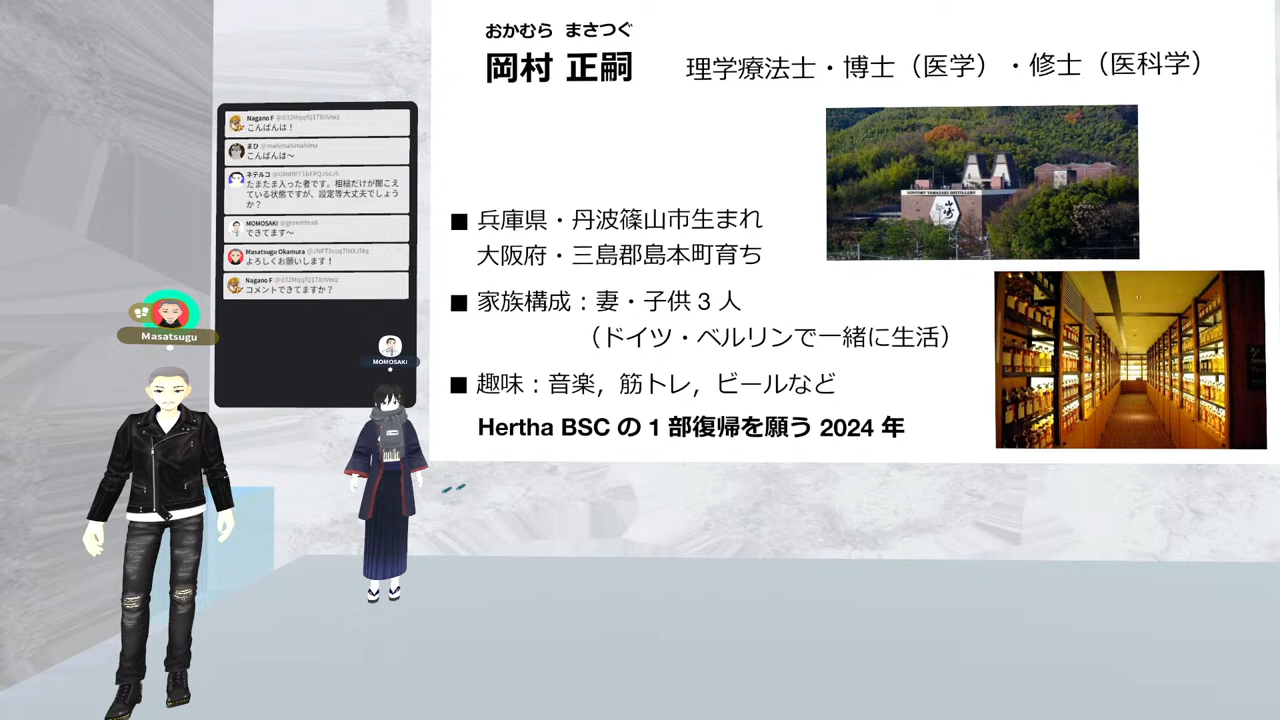 おかむら まさつぐ
岡村 正嗣
理学療法士・博士（医学）・修士（医科学）
■ 兵庫県・丹波篠山市生まれ
大阪府・三島郡島本町育ち
■ 家族構成：妻・子供 3 人
（ドイツ・ベルリンで一緒に生活）
■ 趣味：音楽，筋トレ，ビールなど
Hertha BSC の 1 部復帰を願う 2024 年
SUNTORY YAMAZAKI DISTILLERY
山崎
Nagano F
こんばんは！
まひ @mahimahimahima
こんばんは〜
ネテルコ
たまたま入った者です。相槌だけが聞こえ
ている状態ですが、設定等大丈夫でしょう
か？
MOMOSAKI @greemtea6
できてます〜
Masatsugu Okamura
よろしくお願いします！
Nagano F
コメントできてますか？
Masatsugu
MOMOSAKI